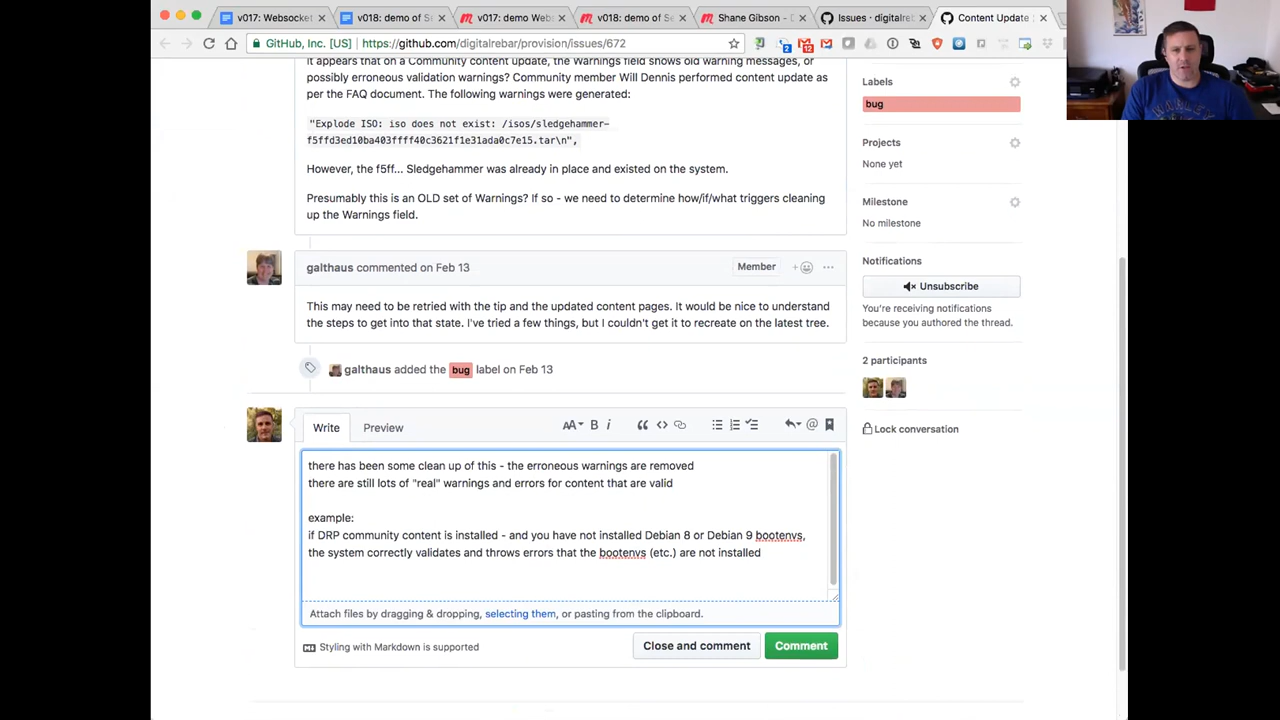 v017: Websocket
v018: demo of Se
v017: demo Webs
v018: demo of Se
Shane Gibson - D
Issues · digitalre
Content Update
GitHub, Inc. [US]
https://github.com/digitalrebar/provision/issues/672
It appears that on a Community content update, the Warnings field shows old warning messages, or
possibly erroneous validation warnings? Community member Will Dennis performed content update as
per the FAQ document. The following warnings were generated:
"Explode ISO: iso does not exist: /isos/sledgehammer-
f5ffd3ed10ba403ffff40c3621f1e31ada0c7e15.tar\n",
However, the f5ff... Sledgehammer was already in place and existed on the system.
Presumably this is an OLD set of Warnings? If so - we need to determine how/if/what triggers cleaning
up the Warnings field.
galthaus commented on Feb 13
Member
This may need to be retried with the tip and the updated content pages. It would be nice to understand
the steps to get into that state. I've tried a few things, but I couldn't get it to recreate on the latest tree.
galthaus added the bug label on Feb 13
Write
Preview
there has been some clean up of this - the erroneous warnings are removed
there are still lots of "real" warnings and errors for content that are valid
example:
if DRP community content is installed - and you have not installed Debian 8 or Debian 9 bootenvs,
the system correctly validates and throws errors that the bootenvs (etc.) are not installed
Attach files by dragging & dropping, selecting them, or pasting from the clipboard.
Styling with Markdown is supported
Close and comment
Comment
Labels
bug
Projects
None yet
Milestone
No milestone
Notifications
Unsubscribe
You're receiving notifications
because you authored the thread.
2 participants
Lock conversation